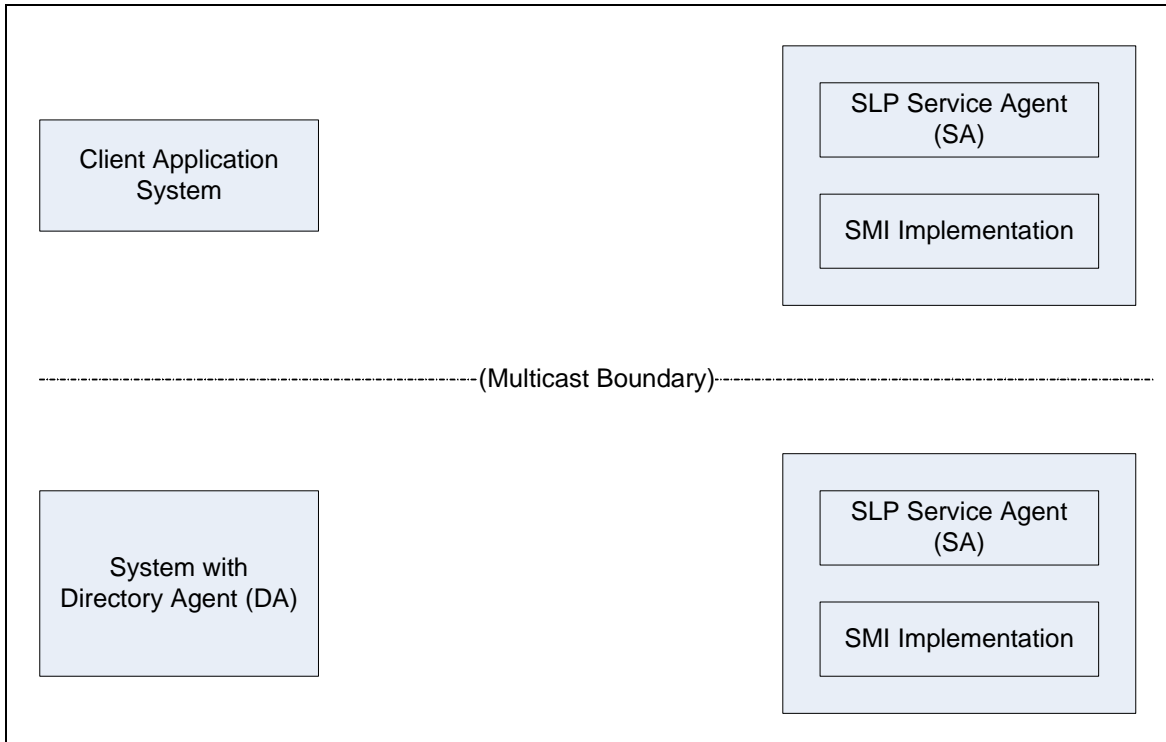 Client Application
System
SLP Service Agent
(SA)
SMI Implementation
(Multicast Boundary)
System with
Directory Agent (DA)
SLP Service Agent
(SA)
SMI Implementation